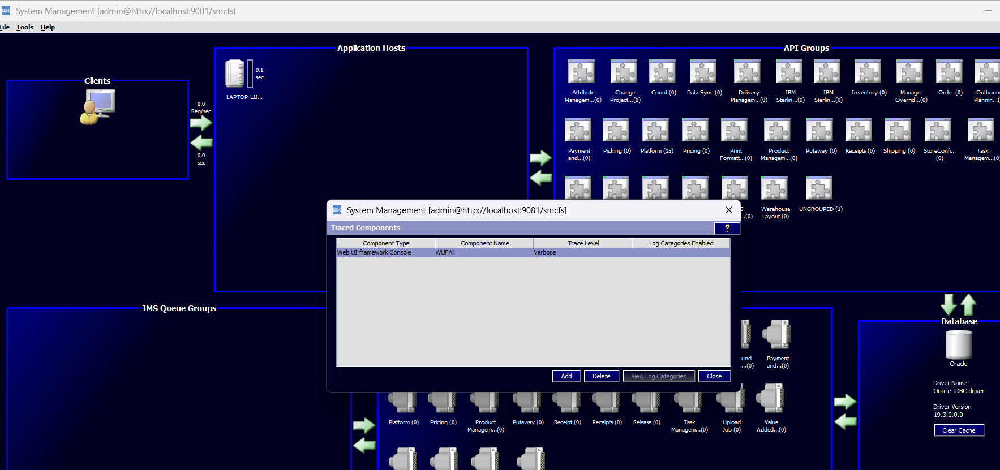 System Management [admin@http://localhost:9081/smcfs]
File Tools Help
Application Hosts
API Groups
Clients
0.1
sec
LAPTOP-LJJ...
0.0
Req/sec
0.0
sec
Attribute
Managem...(0)
Change
Project...(0)
Count (0)
Data Sync (0)
Delivery
Managem...(0)
IBM
Sterlin...(0)
IBM
Sterlin...(0)
Inventory (0)
Manager
Overrid...(0)
Order (0)
Outboun
Plannin...(0)
Payment
and...(0)
Picking (0)
Platform (15)
Pricing (0)
Print
Formatt...(0)
Product
Managem...(0)
Putaway (0)
Receipts (0)
Shipping (0)
StoreConfi...
(0)
Task
Managem...(0)
S
...(0)
Warehouse
Layout (0)
UNGROUPED (1)
IBM
System Management [admin@http://localhost:9081/smcfs]
Traced Components
?
Component Type Component Name Trace Level Log Categories Enabled
Web UI framework Console WUFAll Verbose
Add Delete View Log Categories Close
JMS Queue Groups
und
...(0)
Payment
and...(0)
Platform (0)
Pricing (0)
Product
Managem...(0)
Putaway (0)
Receipt (0)
Receipts (0)
Release (0)
Task
Managem...(0)
Upload
Job (0)
Value
Added...(0)
Database
Oracle
Driver Name
Oracle JDBC driver
Driver Version
19.3.0.0.0
Clear Cache